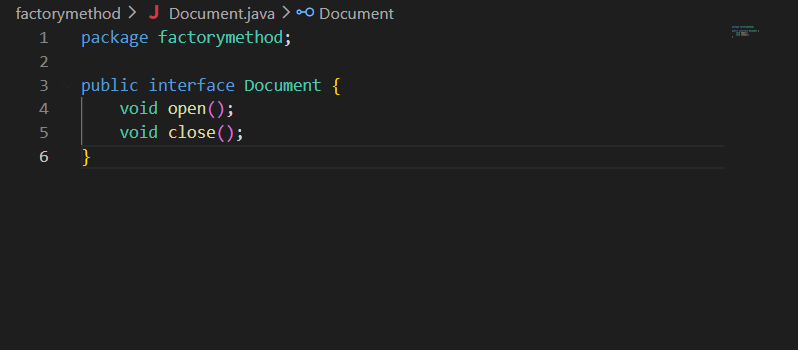 factorymethod > J Document.java > Document
1 package factorymethod;
2
3 public interface Document {
4     void open();
5     void close();
6 }